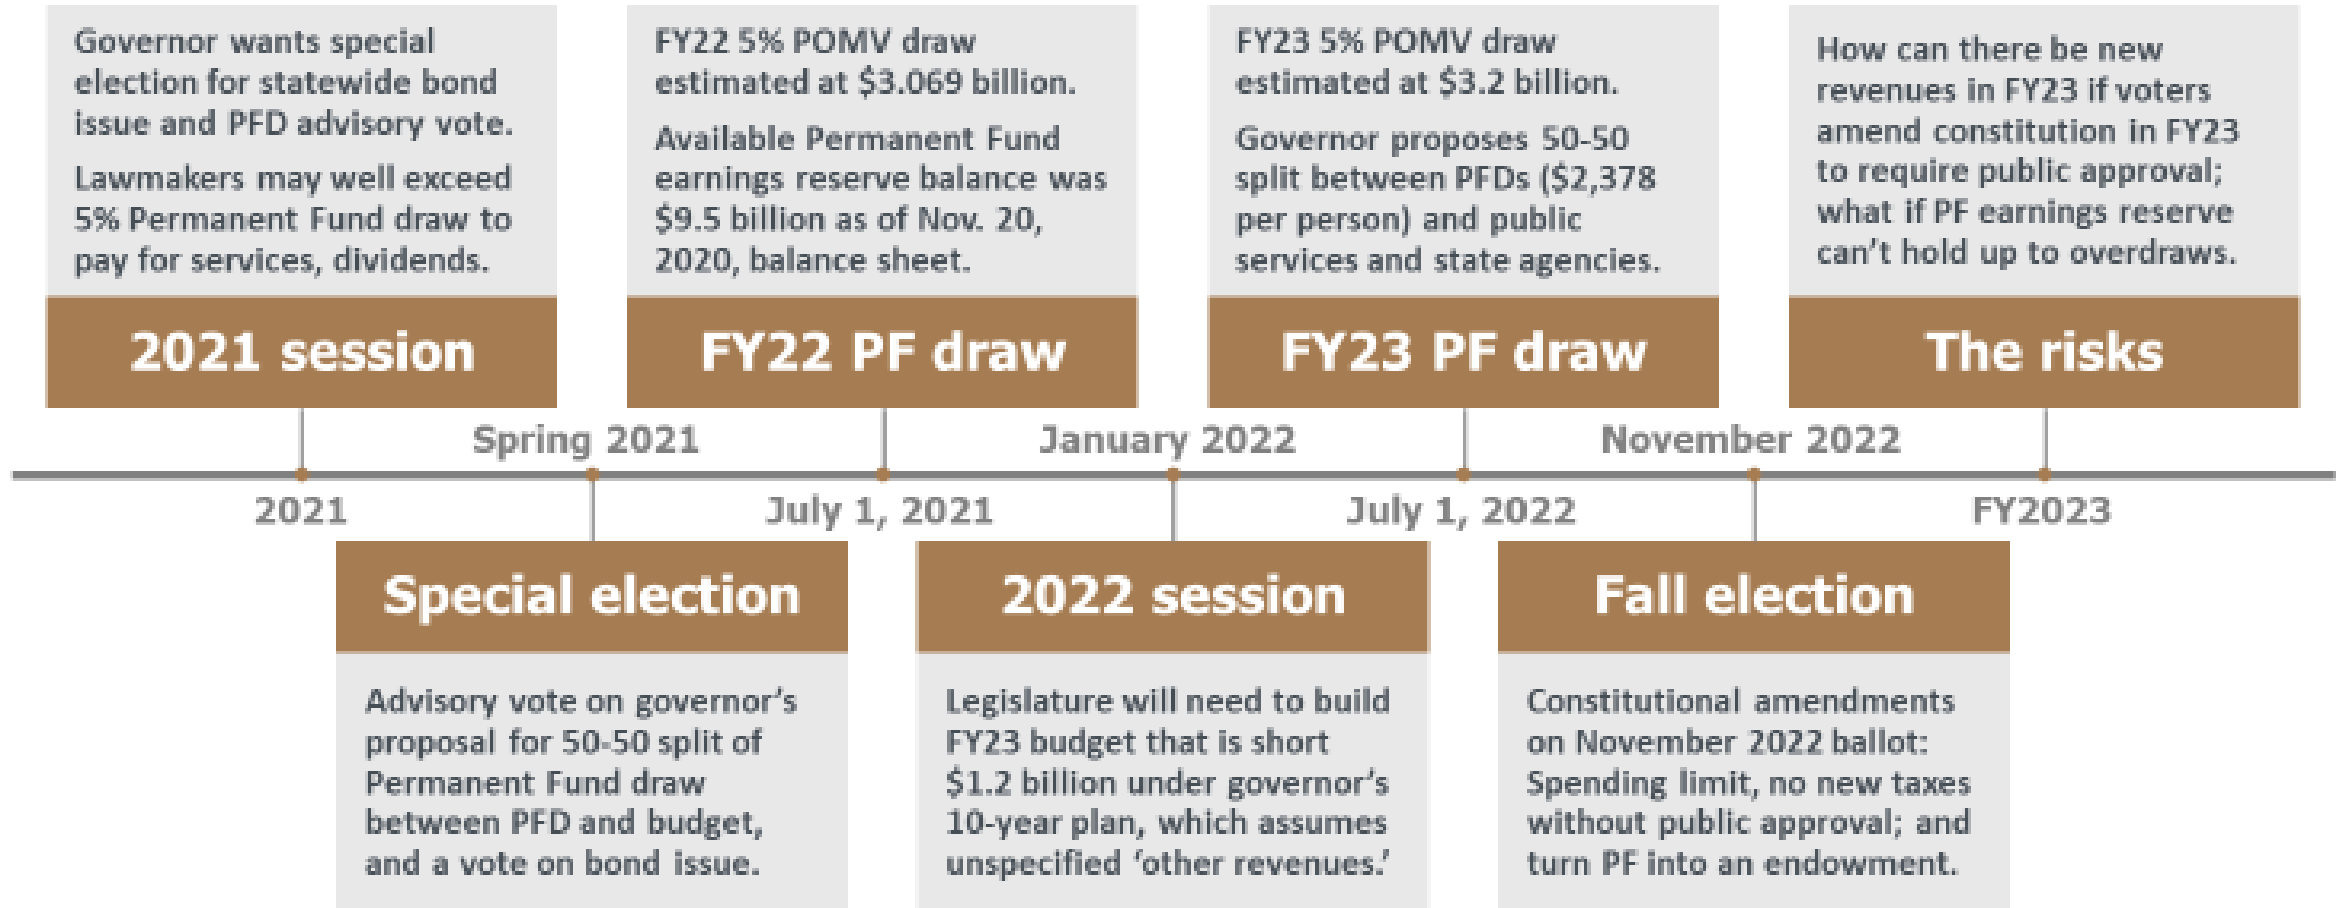 Governor wants special
election for statewide bond
issue and PFD advisory vote.
Lawmakers may well exceed
5% Permanent Fund draw to
pay for services, dividends.
2021 session
2021
Spring 2021
Special election
Advisory vote on governor's
proposal for 50-50 split of
Permanent Fund draw
between PFD and budget,
and a vote on bond issue.
FY22 5% POMV draw
estimated at $3.069 billion.
Available Permanent Fund
earnings reserve balance was
$9.5 billion as of Nov. 20,
2020, balance sheet.
FY22 PF draw
July 1, 2021
January 2022
2022 session
Legislature will need to build
FY23 budget that is short
$1.2 billion under governor's
10-year plan, which assumes
unspecified ‘other revenues.’
FY23 5% POMV draw
estimated at $3.2 billion.
Governor proposes 50-50
split between PFDs ($2,378
per person) and public
services and state agencies.
FY23 PF draw
July 1, 2022
November 2022
Fall election
Constitutional amendments
on November 2022 ballot:
Spending limit, no new taxes
without public approval; and
turn PF into an endowment.
How can there be new
revenues in FY23 if voters
amend constitution in FY23
to require public approval;
what if PF earnings reserve
can't hold up to overdraws.
The risks
FY2023